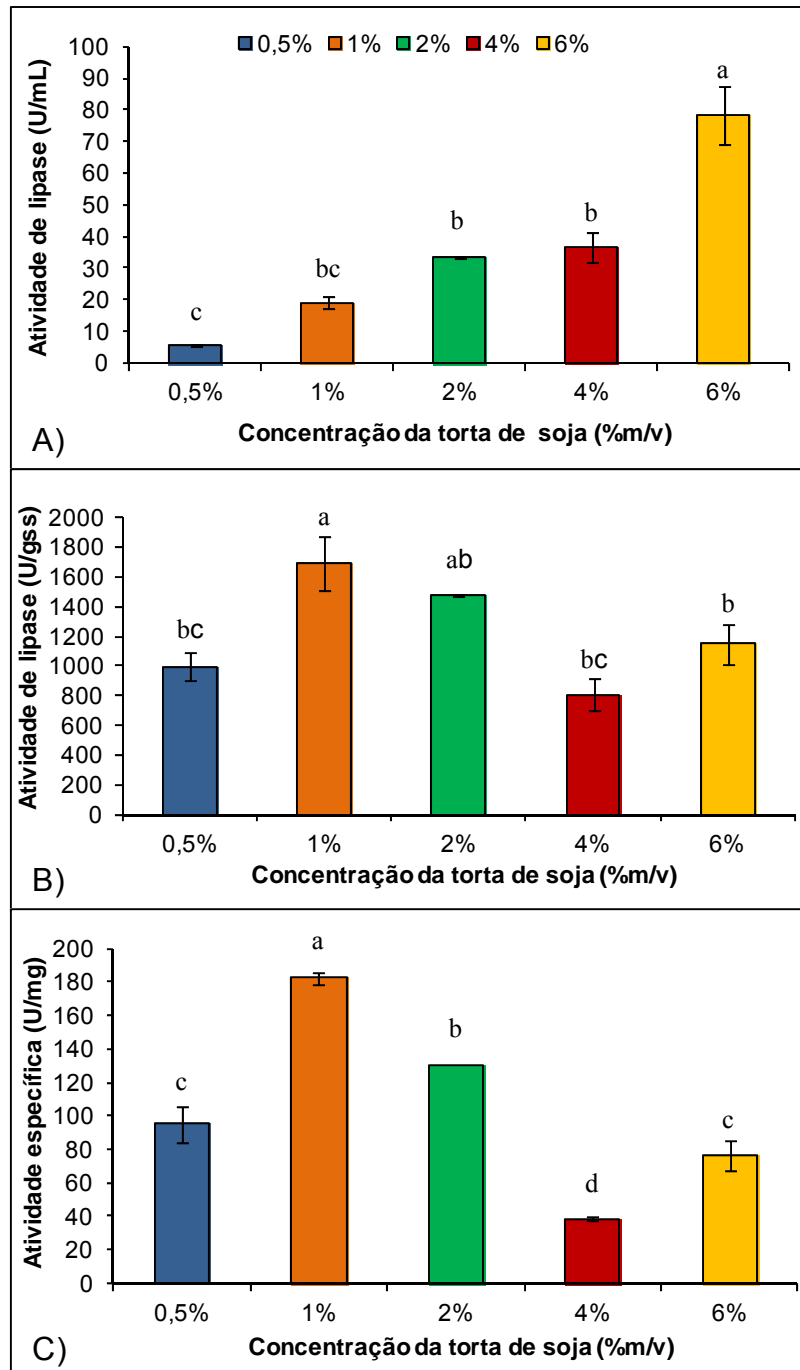 0,5% 1% 2% 4% 6%
Atividade de lipase (U/mL)
100
90
80
70
60
50
40
30
20
10
0
c
bc
b
b
a
0,5% 1% 2% 4% 6%
Concentração da torta de soja (%m/v)
A)
Atividade de lipase (U/gss)
2000
1800
1600
1400
1200
1000
800
600
400
200
0
bc
a
ab
bc
b
0,5% 1% 2% 4% 6%
Concentração da torta de soja (%m/v)
B)
Atividade específica (U/mg)
200
180
160
140
120
100
80
60
40
20
0
c
a
b
d
c
0,5% 1% 2% 4% 6%
Concentração da torta de soja (%m/v)
C)